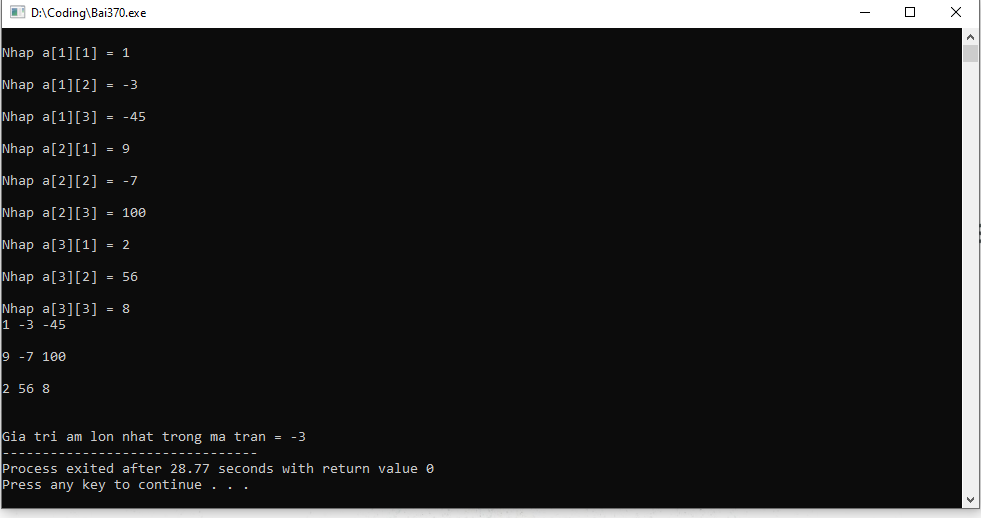 D:\Coding\Bai370.exe
Nhap a[1][1] = 1
Nhap a[1][2] = -3
Nhap a[1][3] = -45
Nhap a[2][1] = 9
Nhap a[2][2] = -7
Nhap a[2][3] = 100
Nhap a[3][1] = 2
Nhap a[3][2] = 56
Nhap a[3][3] = 8
1 -3 -45
9 -7 100
2 56 8
Gia tri am lon nhat trong ma tran = -3
--------------------------------
Process exited after 28.77 seconds with return value 0
Press any key to continue . . .